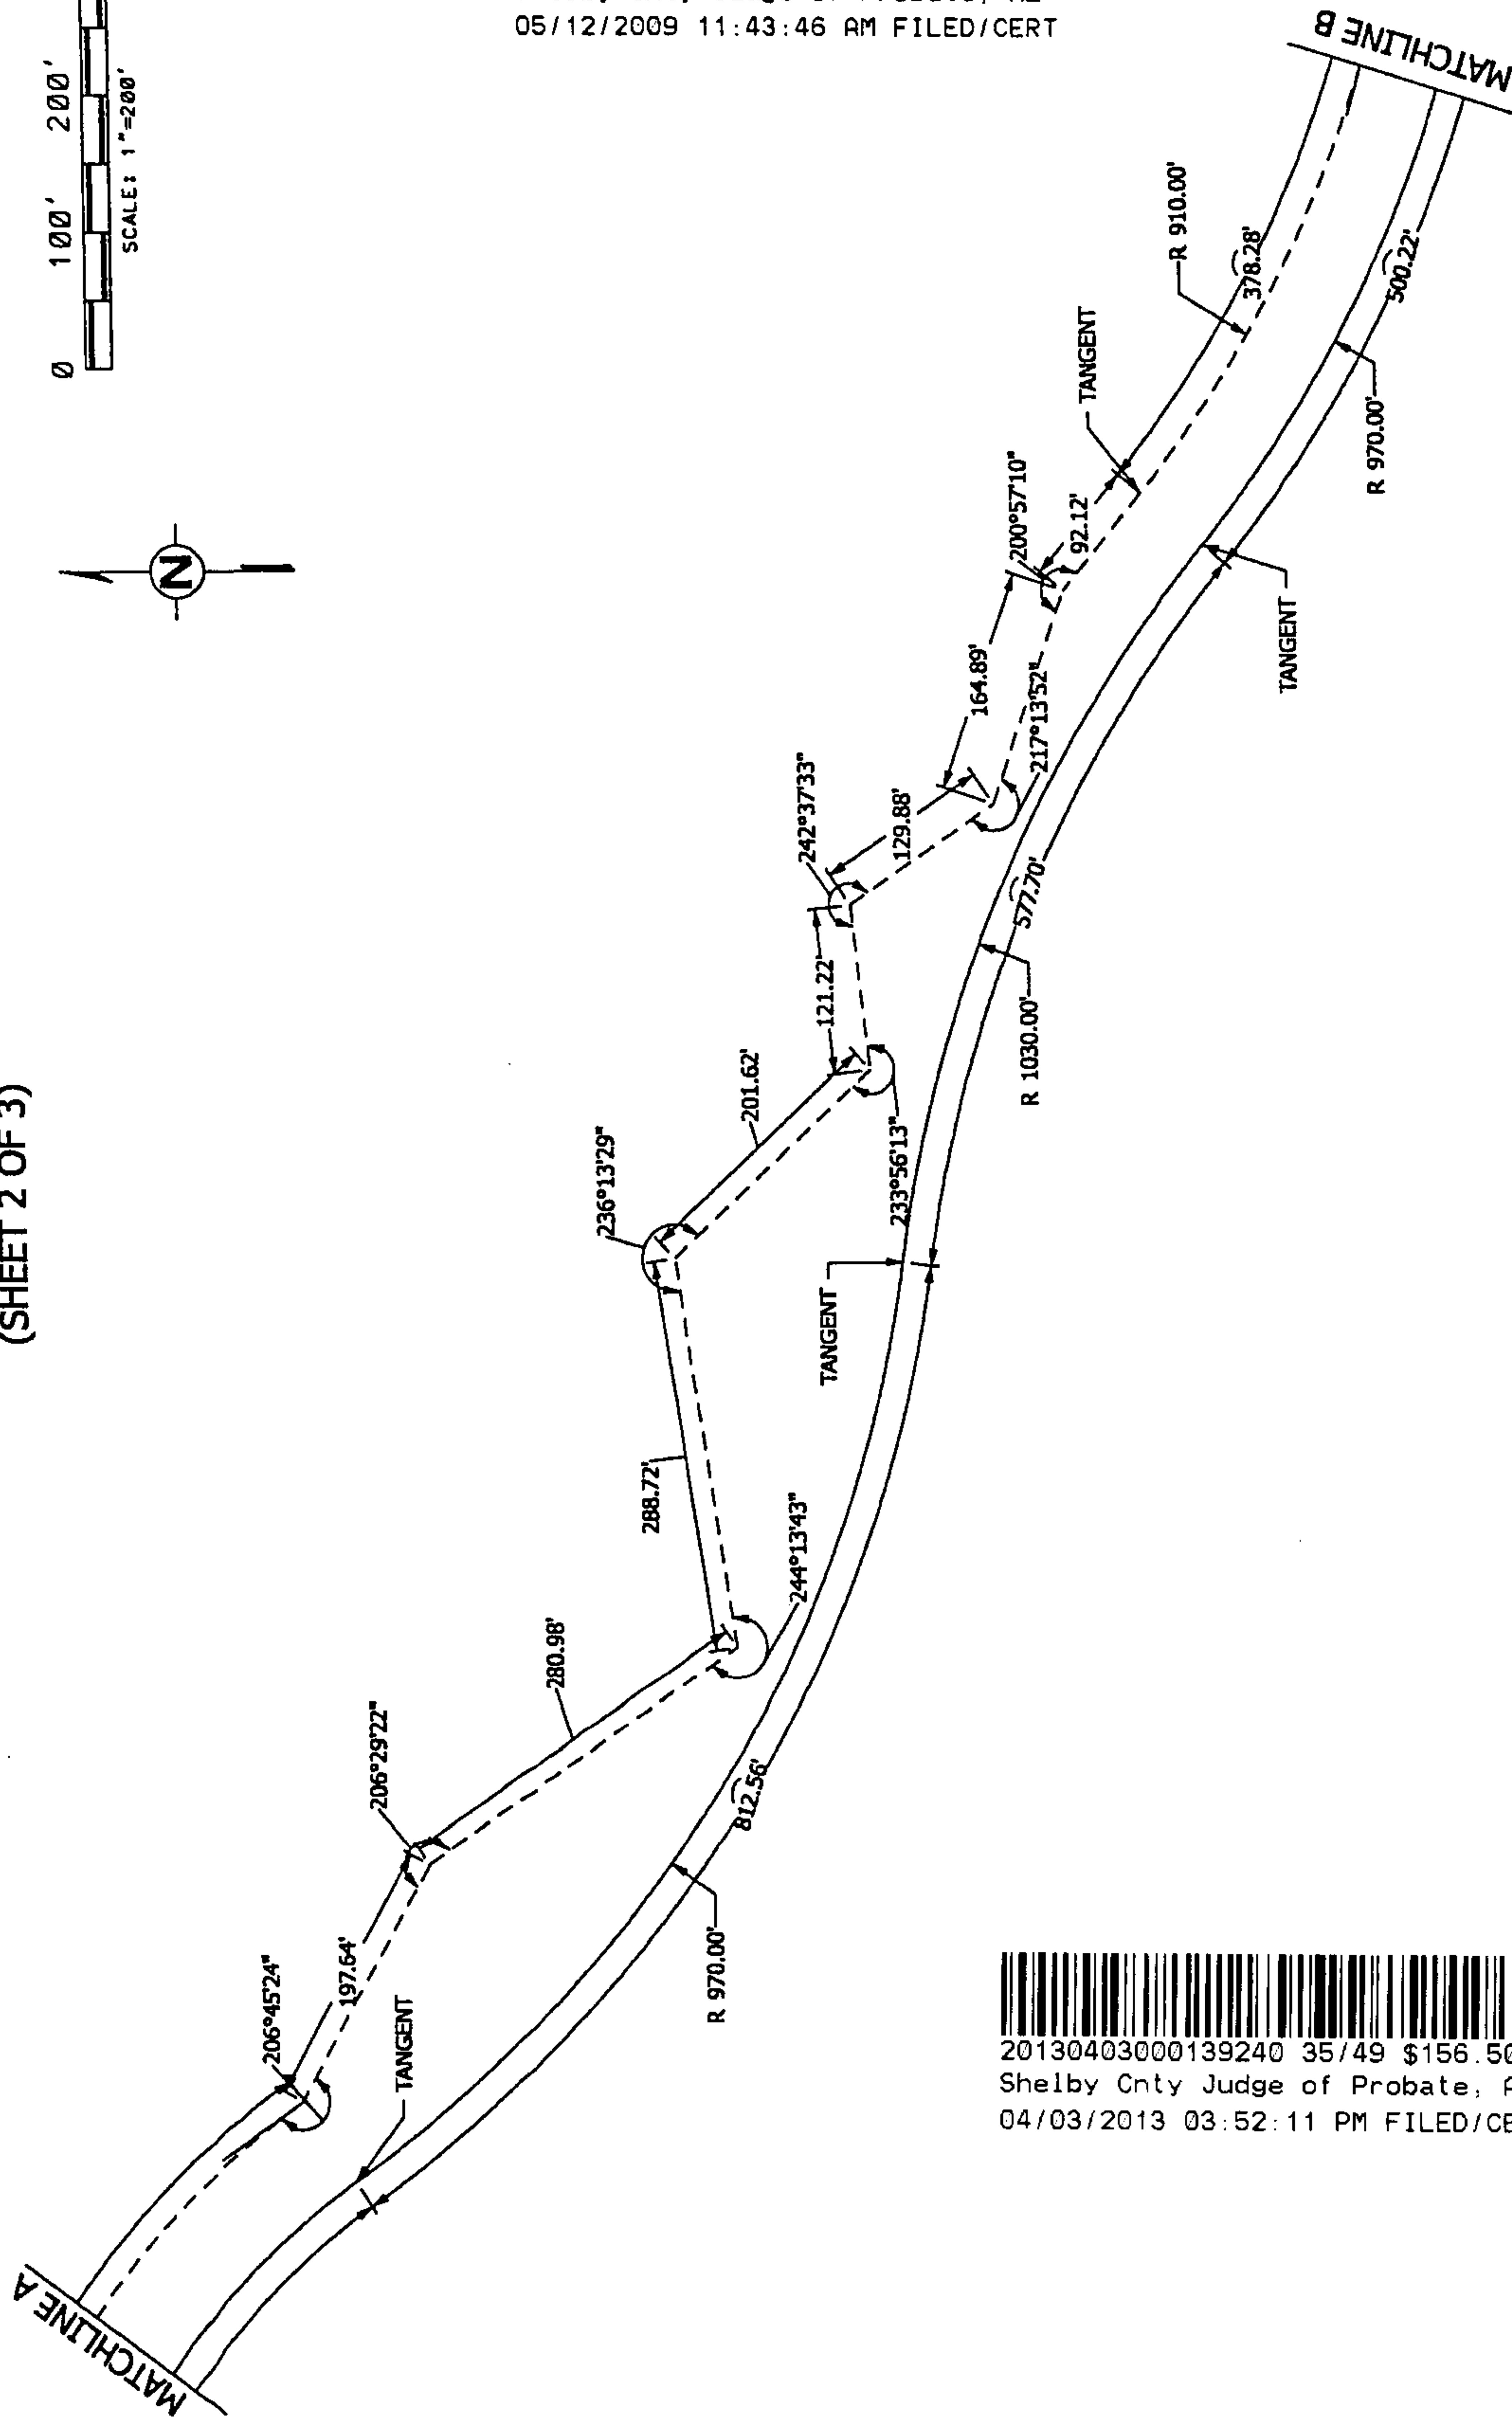 05/12/2009 11:43:46 AM FILED/CERT
(SHEET 2 OF 3)
0 100' 200'
SCALE: 1"=200'
N
MATCHLINE A
MATCHLINE B
206°45'24"
197.64'
TANGENT
206°29'22"
280.98'
R 970.00'
812.56'
244°13'43"
288.72'
236°13'29"
201.62'
TANGENT
233°56'13"
121.22'
242°37'33"
129.88'
R 1030.00'
577.70'
217°13'52"
164.89'
200°57'10"
92.12'
TANGENT
TANGENT
R 910.00'
378.28'
R 970.00'
500.22'
20130403000139240 35/49 $156.50
Shelby Cnty Judge of Probate,
04/03/2013 03:52:11 PM FILED/CE